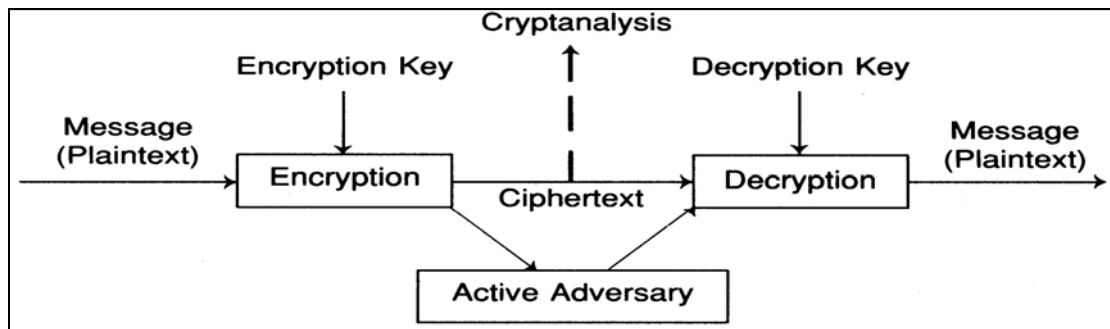 Cryptanalysis
Encryption Key
Decryption Key
Message
(Plaintext)
Encryption
Ciphertext
Decryption
Message
(Plaintext)
Active Adversary